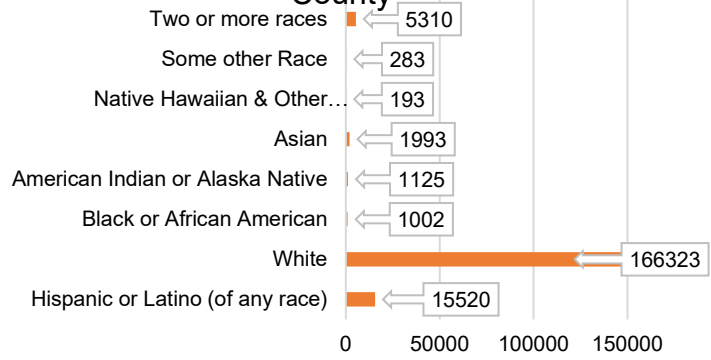 County
Two or more races 5310
Some other Race 283
Native Hawaiian & Other… 193
Asian 1993
American Indian or Alaska Native 1125
Black or African American 1002
White 166323
Hispanic or Latino (of any race) 15520
0 50000 100000 150000